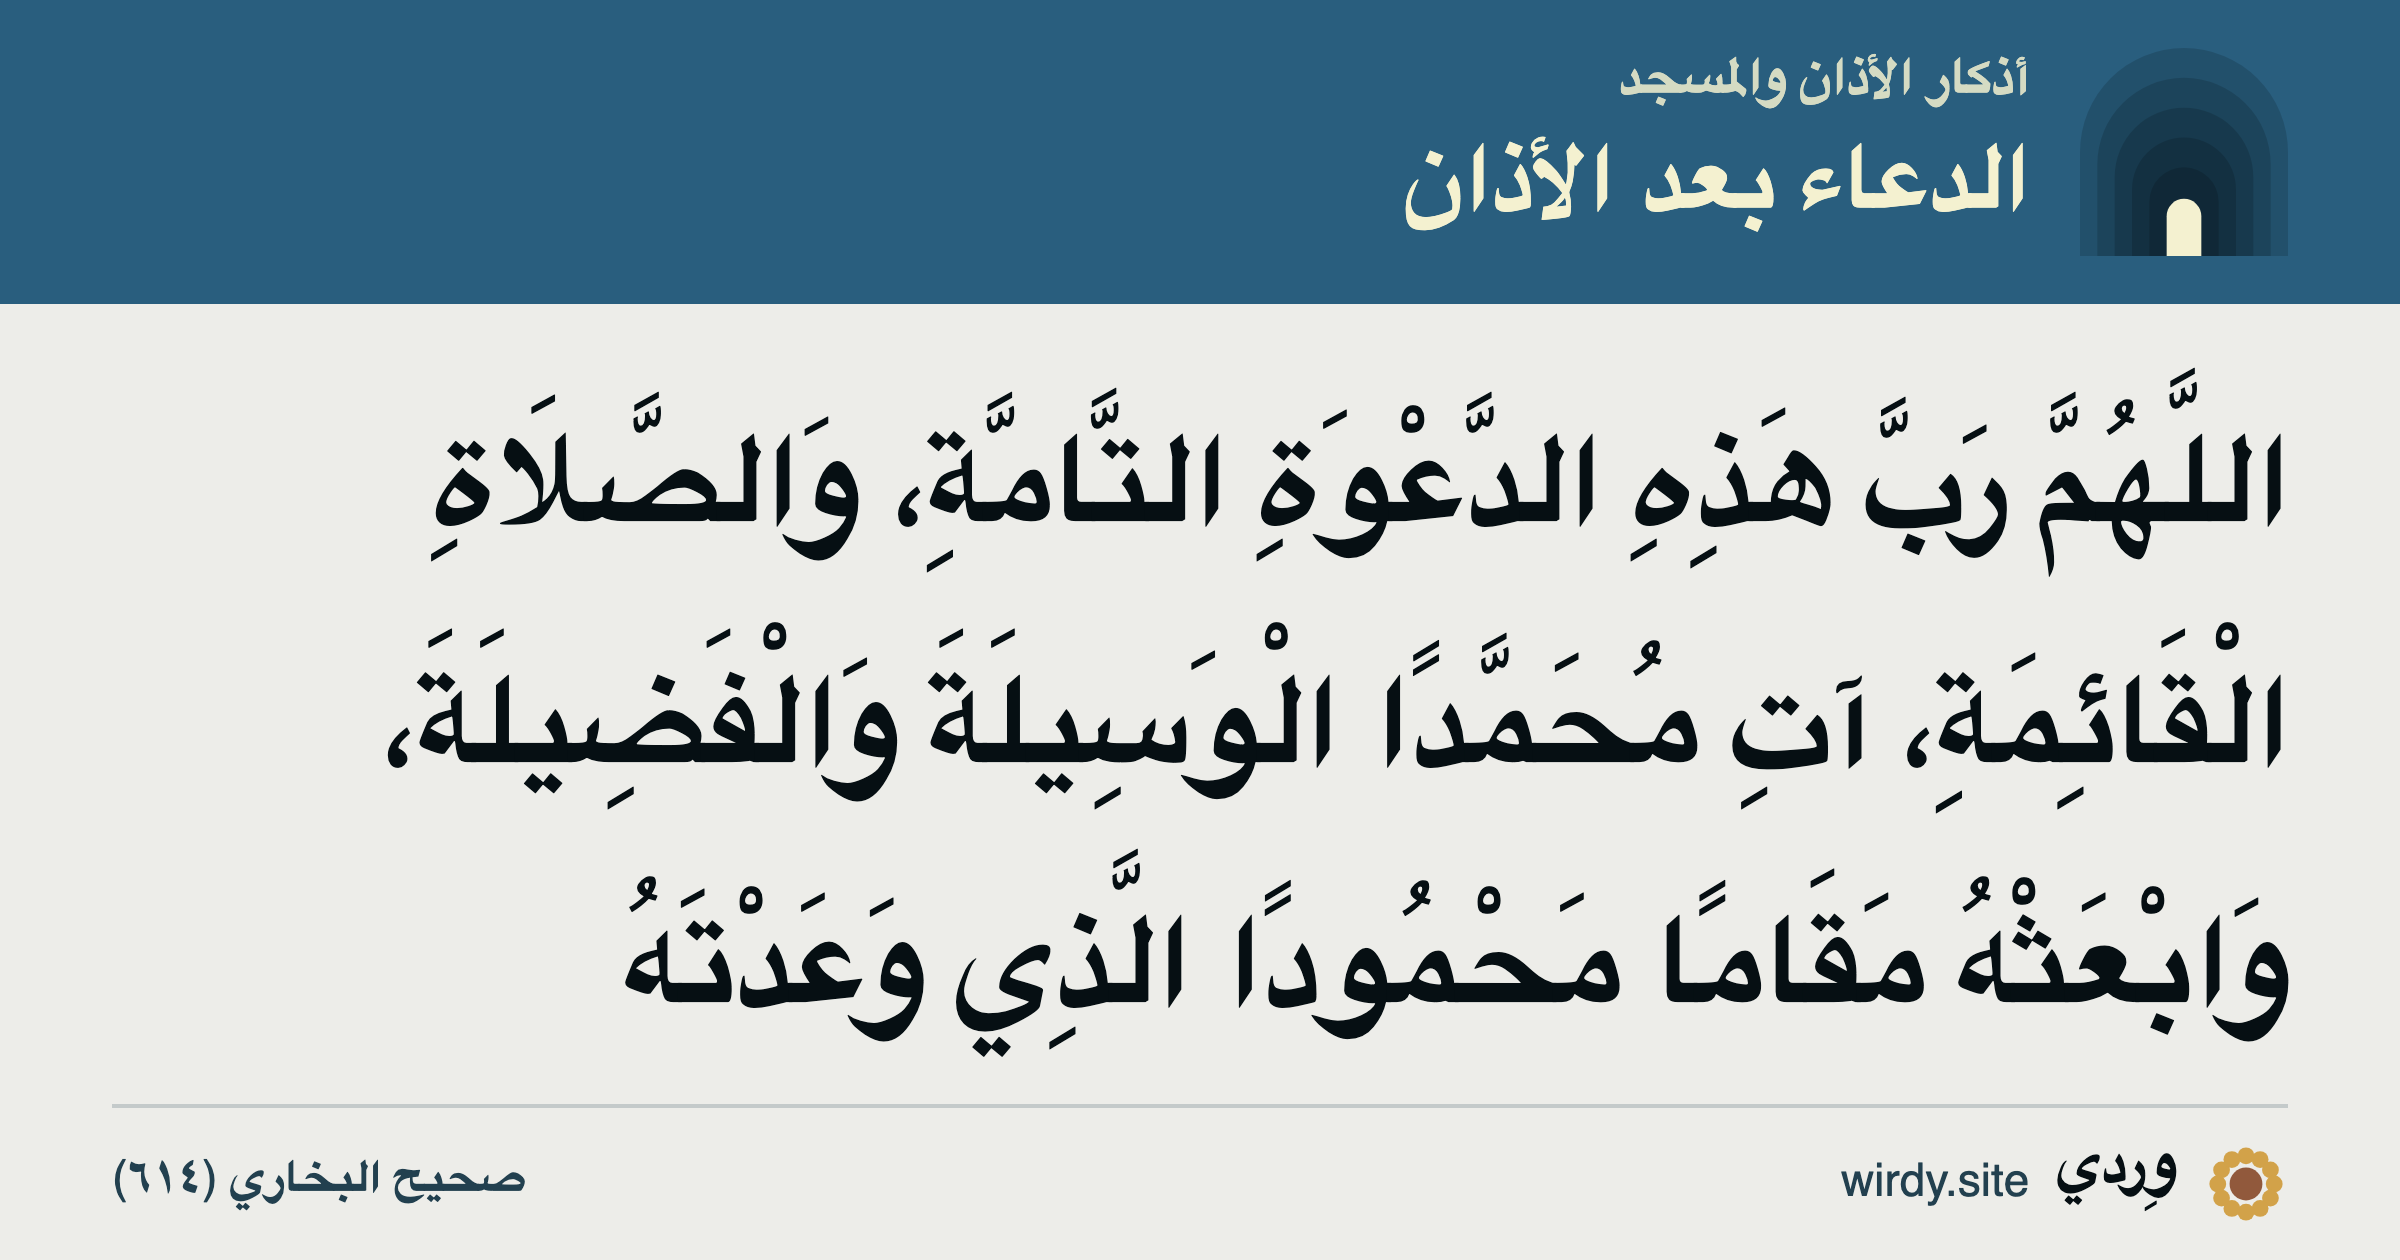 أذكار الأذان والمسجد
الدعاء بعد الأذان
اللَّهُمَّ رَبَّ هَذِهِ الدَّعْوَةِ التَّامَّةِ، وَالصَّلَاةِ
الْقَائِمَةِ، آتِ مُحَمَّدًا الْوَسِيلَةَ وَالْفَضِيلَةَ،
وَابْعَثْهُ مَقَامًا مَحْمُودًا الَّذِي وَعَدْتَهُ
وِردي wirdy.site
صحيح البخاري (٦١٤)